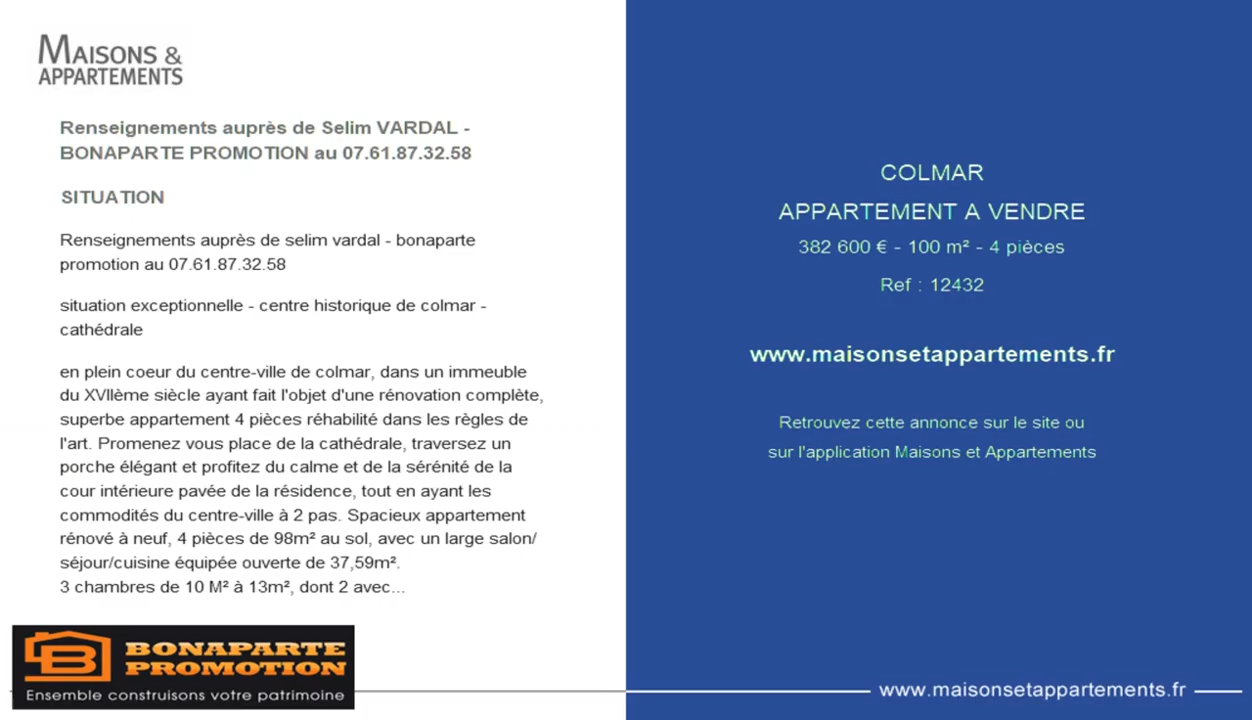 MAISONS &
APPARTEMENTS
Renseignements auprès de Selim VARDAL -
BONAPARTE PROMOTION au 07.61.87.32.58
SITUATION
Renseignements auprès de selim vardal - bonaparte
promotion au 07.61.87.32.58
situation exceptionnelle - centre historique de colmar -
cathédrale
en plein coeur du centre-ville de colmar, dans un immeuble
du XVIIème siècle ayant fait l'objet d'une rénovation complète,
superbe appartement 4 pièces réhabilité dans les règles de
l'art. Promenez vous place de la cathédrale, traversez un
porche élégant et profitez du calme et de la sérénité de la
cour intérieure pavée de la résidence, tout en ayant les
commodités du centre-ville à 2 pas. Spacieux appartement
rénové à neuf, 4 pièces de 98m² au sol, avec un large salon/
séjour/cuisine équipée ouverte de 37,59m².
3 chambres de 10 M² à 13m², dont 2 avec...
BONAPARTE
PROMOTION
Ensemble construisons votre patrimoine
COLMAR
APPARTEMENT A VENDRE
382 600 € - 100 m² - 4 pièces
Ref : 12432
www.maisonsetappartements.fr
Retrouvez cette annonce sur le site ou
sur l'application Maisons et Appartements
www.maisonsetappartements.fr